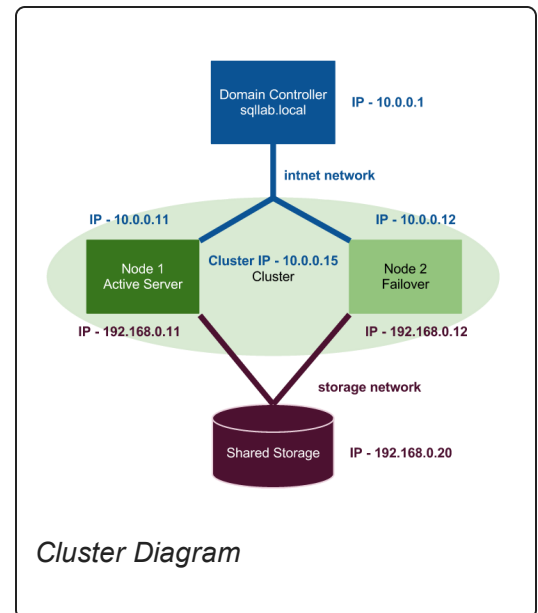 Domain Controller
sqllab.local
IP - 10.0.0.1
intnet network
IP - 10.0.0.11
IP - 10.0.0.12
Node 1
Active Server
Cluster IP - 10.0.0.15
Cluster
Node 2
Failover
IP - 192.168.0.11
IP - 192.168.0.12
storage network
Shared Storage
IP - 192.168.0.20
Cluster Diagram